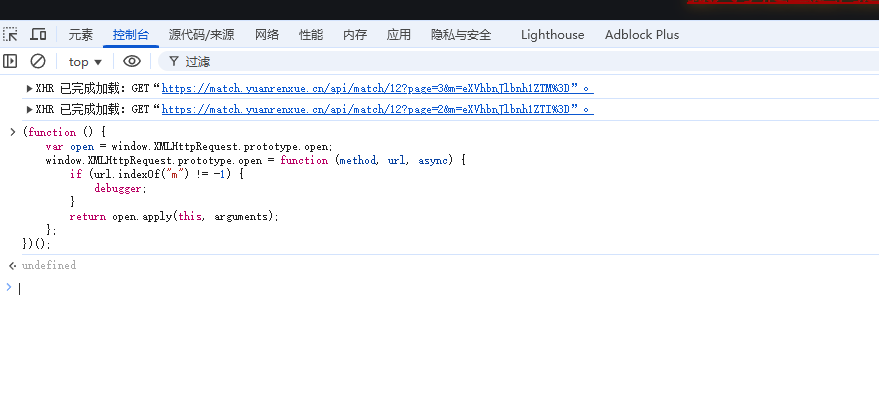 元素 控制台 源代码/来源 网络 性能 内存 应用 隐私与安全 Lighthouse Adblock Plus
top ▼ 过滤
▶XHR 已完成加载：GET“https://match.yuanrenxue.cn/api/match/12?page=3&m=eXVhbnJlbnh1ZTM%3D”。
▶XHR 已完成加载：GET“https://match.yuanrenxue.cn/api/match/12?page=2&m=eXVhbnJlbnh1ZTI%3D”。
> (function () {
    var open = window.XMLHttpRequest.prototype.open;
    window.XMLHttpRequest.prototype.open = function (method, url, async) {
        if (url.indexOf("m") != -1) {
            debugger;
        }
        return open.apply(this, arguments);
    };
})();
undefined
>